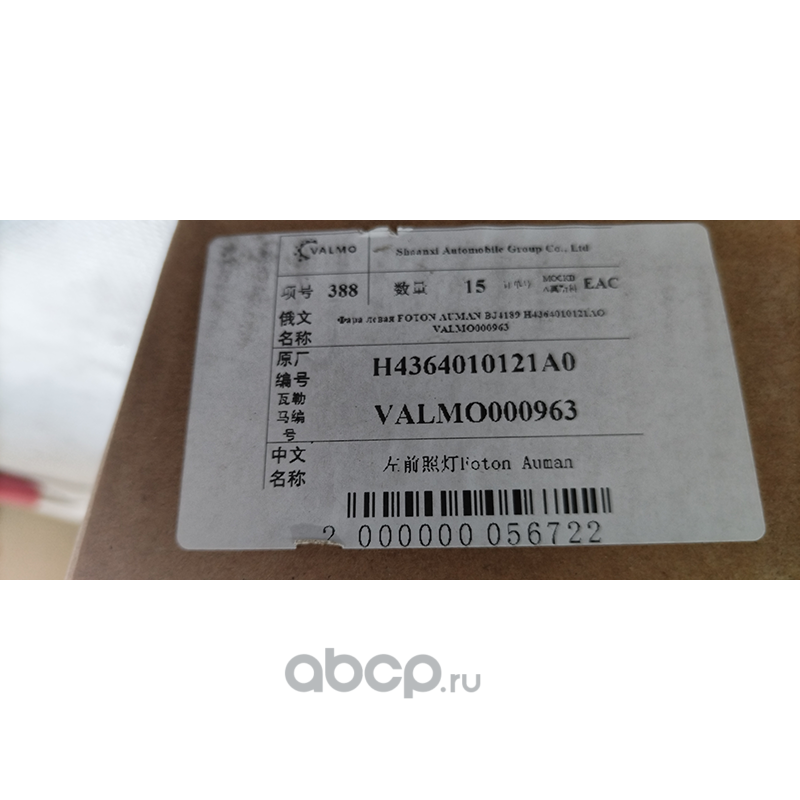 VALMO Shaanxi Automobile Group Co., Ltd
项号 388 数量 15 EAC
俄文名称 Фара левая FOTON AUMAN BJ4189 H4364010121AO
VALMO000963
原厂编号 H4364010121A0
瓦勒马编号 VALMO000963
中文名称 左前照灯Foton Auman
2 000000 056722
abcp.ru